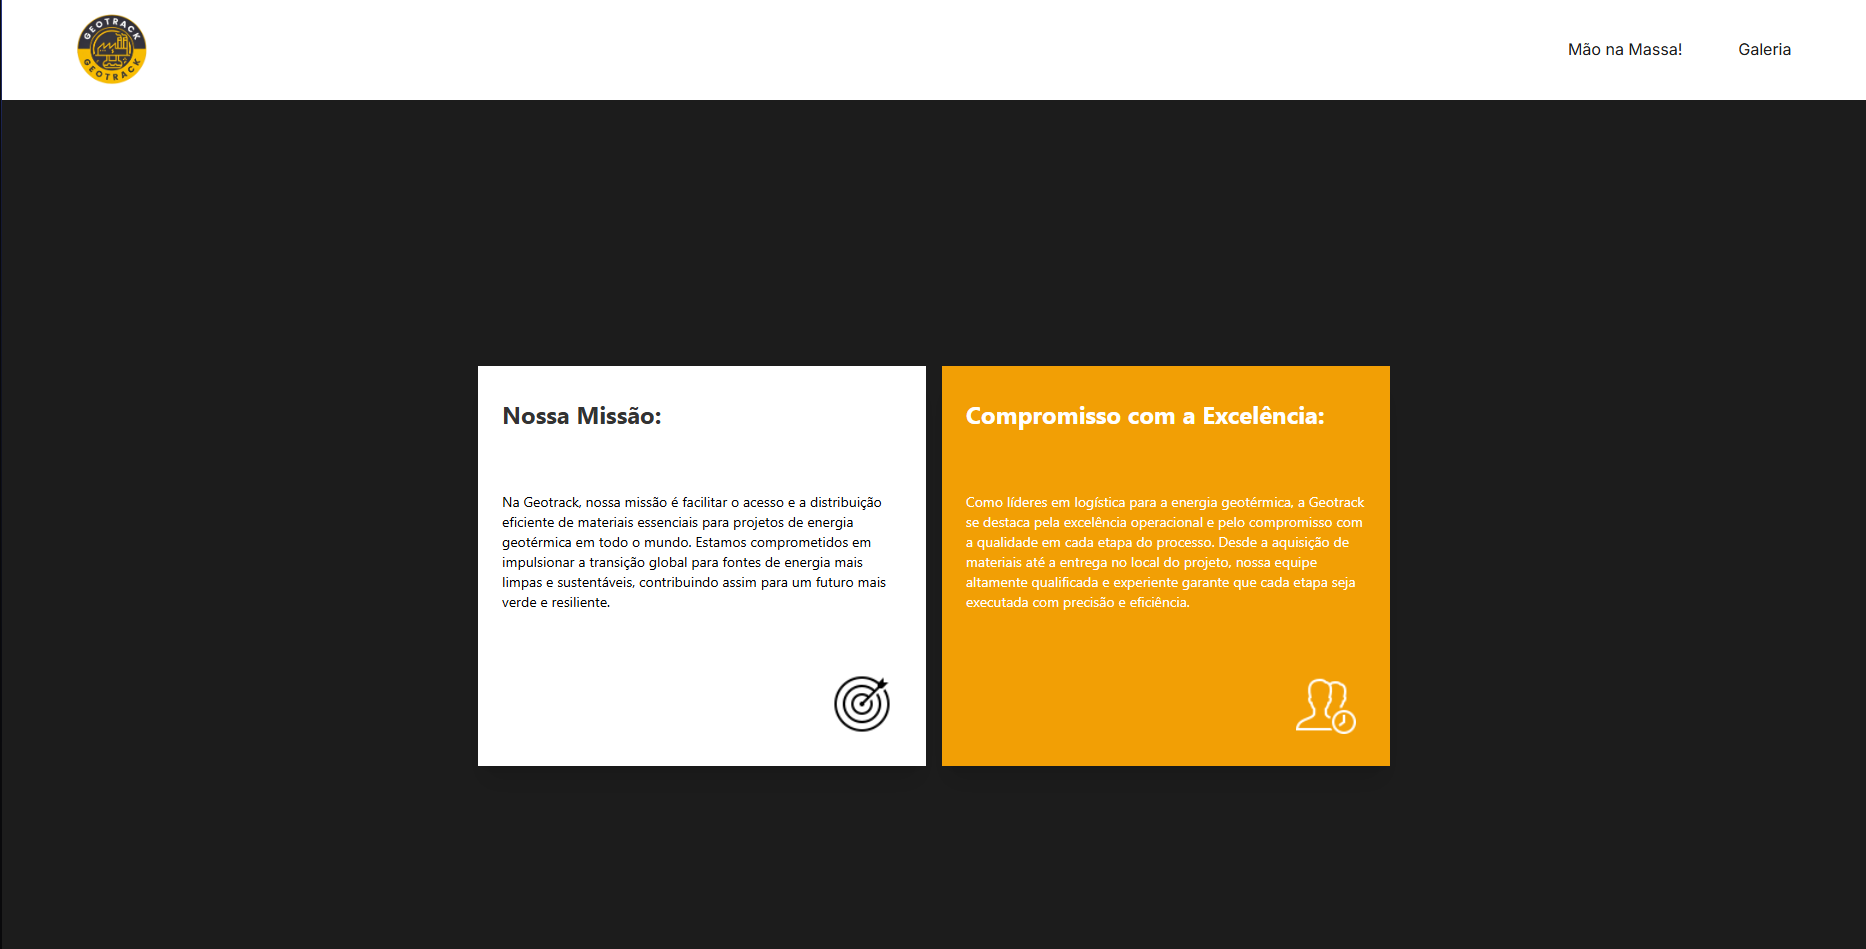 GEOTRACK
GEOTRACK
Mão na Massa!
Galeria
Nossa Missão:
Na Geotrack, nossa missão é facilitar o acesso e a distribuição
eficiente de materiais essenciais para projetos de energia
geotérmica em todo o mundo. Estamos comprometidos em
impulsionar a transição global para fontes de energia mais
limpas e sustentáveis, contribuindo assim para um futuro mais
verde e resiliente.
Compromisso com a Excelência:
Como líderes em logística para a energia geotérmica, a Geotrack
se destaca pela excelência operacional e pelo compromisso com
a qualidade em cada etapa do processo. Desde a aquisição de
materiais até a entrega no local do projeto, nossa equipe
altamente qualificada e experiente garante que cada etapa seja
executada com precisão e eficiência.